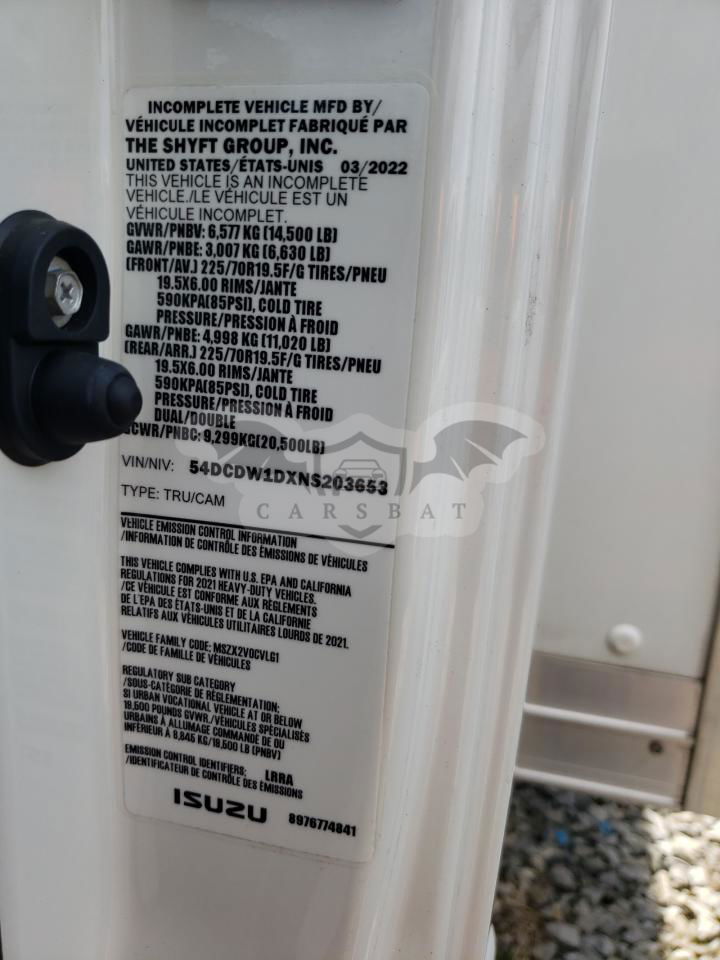 INCOMPLETE VEHICLE MFD BY/
VÉHICULE INCOMPLET FABRIQUÉ PAR
THE SHYFT GROUP, INC.
UNITED STATES/ÉTATS-UNIS 03/2022
THIS VEHICLE IS AN INCOMPLETE
VEHICLE./LE VÉHICULE EST UN
VÉHICULE INCOMPLET.
GVWR/PNBV: 6,577 KG (14,500 LB)
GAWR/PNBE: 3,007 KG (6,630 LB)
(FRONT/AV.) 225/70R19.5F/G TIRES/PNEU
19.5X6.00 RIMS/JANTE
590KPA(85PSI), COLD TIRE
PRESSURE/PRESSION À FROID
GAWR/PNBE: 4,998 KG (11,020 LB)
(REAR/ARR.) 225/70R19.5F/G TIRES/PNEU
19.5X6.00 RIMS/JANTE
590KPA(85PSI), COLD TIRE
PRESSURE/PRESSION À FROID
DUAL/DOUBLE
GCWR/PNBC: 9,299KG(20,500LB)
VIN/NIV: 54DCDW1DXNS203653
TYPE: TRU/CAM
CARSBAT
VEHICLE EMISSION CONTROL INFORMATION
/INFORMATION DE CONTRÔLE DES ÉMISSIONS DE VÉHICULES
THIS VEHICLE COMPLIES WITH U.S. EPA AND CALIFORNIA
REGULATIONS FOR 2021 HEAVY-DUTY VEHICLES.
/CE VÉHICULE EST CONFORME AUX RÈGLEMENTS
DE L'EPA DES ÉTATS-UNIS ET DE LA CALIFORNIE
RELATIFS AUX VÉHICULES UTILITAIRES LOURDS DE 2021.
VEHICLE FAMILY CODE: MSZX2VOCVLG1
/CODE DE FAMILLE DE VÉHICULES
REGULATORY SUB CATEGORY
/SOUS-CATÉGORIE DE RÉGLEMENTATION:
SI URBAN VOCATIONAL VEHICLE AT OR BELOW
19,500 POUNDS GVWR./VÉHICULES SPÉCIALISÉS
URBAINS À ALLUMAGE COMMANDÉ DE OU
INFÉRIEUR À 8,845 KG/19,500 LB (PNBV)
EMISSION CONTROL IDENTIFIERS: LRRA
/IDENTIFICATEUR DE CONTRÔLE DES ÉMISSIONS
ISUZU 8976774841